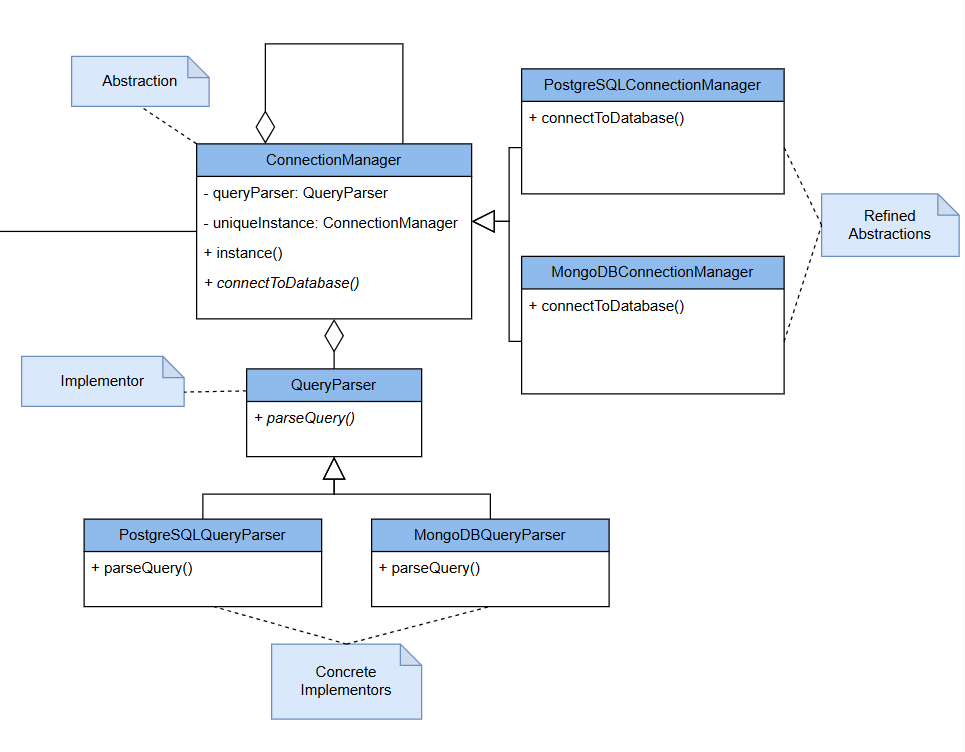 Abstraction
ConnectionManager
- queryParser: QueryParser
- uniqueInstance: ConnectionManager
+ instance()
+ connectToDatabase()
PostgreSQLConnectionManager
+ connectToDatabase()
Refined
Abstractions
MongoDBConnectionManager
+ connectToDatabase()
Implementor
QueryParser
+ parseQuery()
PostgreSQLQueryParser
+ parseQuery()
MongoDBQueryParser
+ parseQuery()
Concrete
Implementors